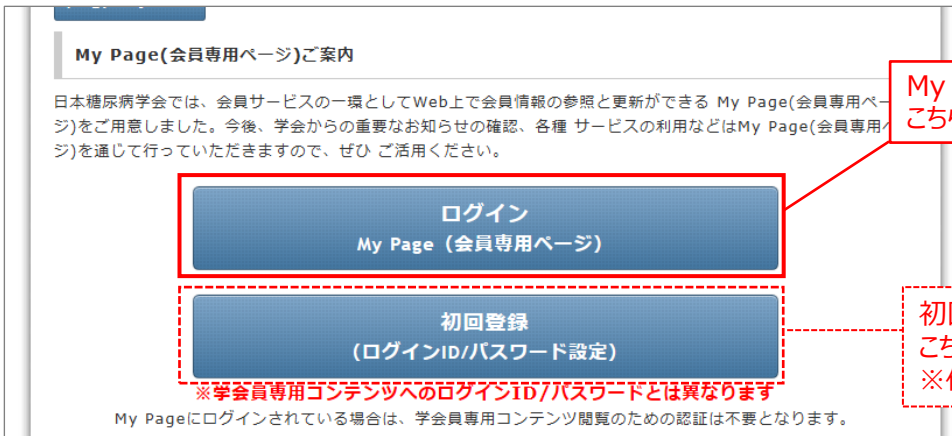 My Page(会員専用ページ)ご案内
日本糖尿病学会では、会員サービスの一環としてWeb上で会員情報の参照と更新ができる My Page(会員専用ペー
ジ)をご用意しました。今後、学会からの重要なお知らせの確認、各種 サービスの利用などはMy Page(会員専用ペ
ジ)を通じて行っていただきますので、ぜひ ご活用ください。
My
こち
ログイン
My Page（会員専用ページ）
初回登録
(ログインID/パスワード設定)
初
こち
※
※学会員専用コンテンツへのログインID/パスワードとは異なります
My Pageにログインされている場合は、学会員専用コンテンツ閲覧のための認証は不要となります。